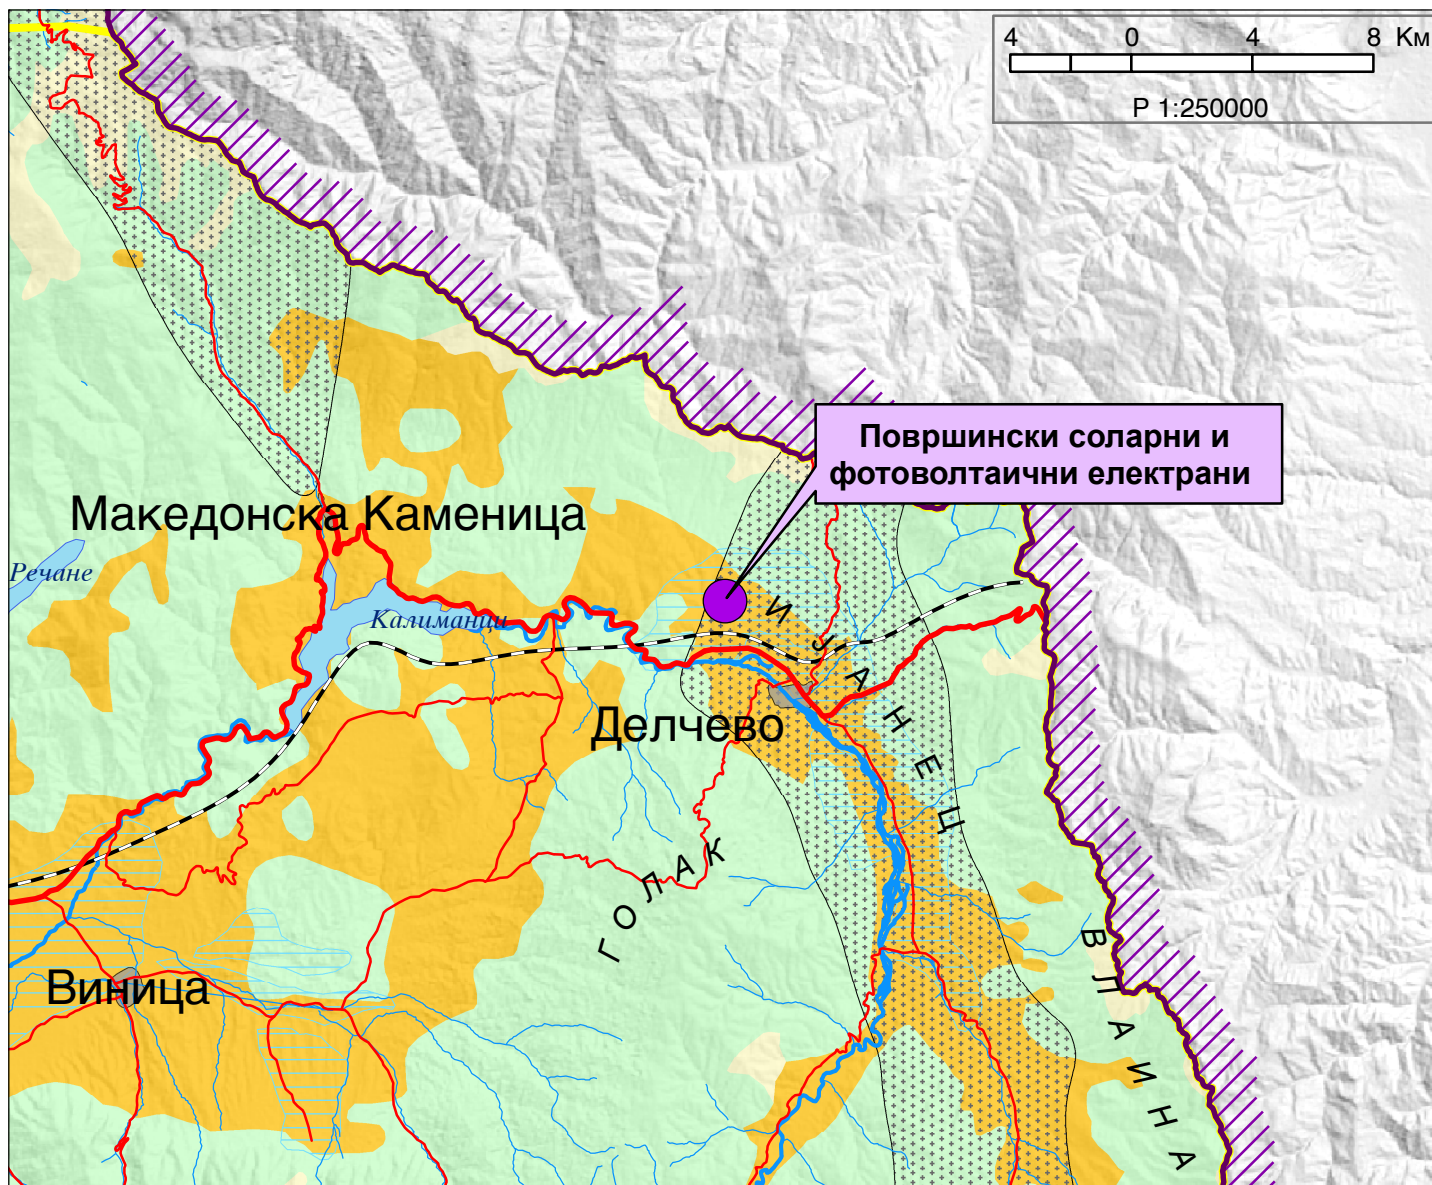 4 0 4 8 Км
Р 1:250000
Површински соларни и
фотоволтаични електрани
Македонска Каменица
Речане
Калиманци
ПИЈАНЕЦ
Делчево
ГОЛАК
ВЛАИНА
Виница